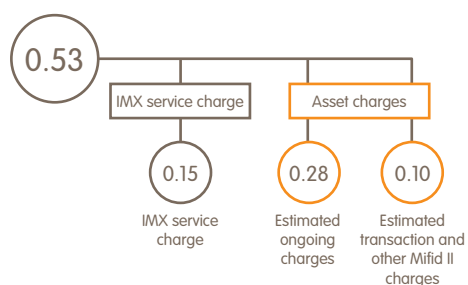 0.53
IMX service charge
Asset charges
0.15
0.28
0.10
IMX service
charge
Estimated
ongoing
charges
Estimated
transaction and
other Mifid II
charges